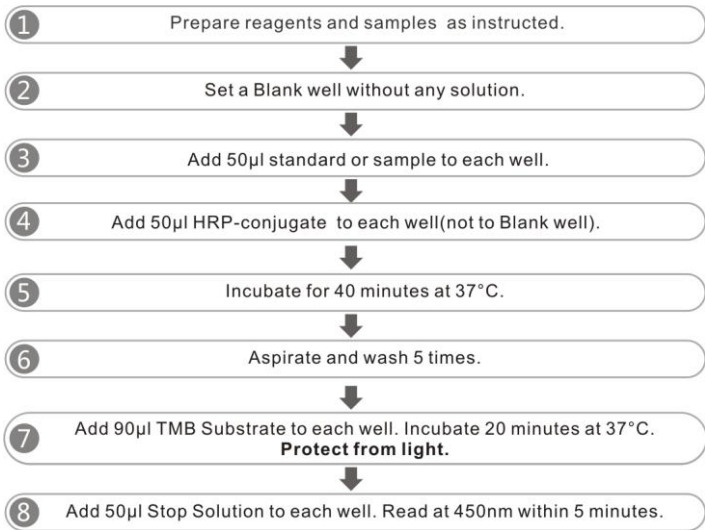 1 Prepare reagents and samples as instructed.
2 Set a Blank well without any solution.
3 Add 50μl standard or sample to each well.
4 Add 50μl HRP-conjugate to each well(not to Blank well).
5 Incubate for 40 minutes at 37°C.
6 Aspirate and wash 5 times.
7 Add 90μl TMB Substrate to each well. Incubate 20 minutes at 37°C.
Protect from light.
8 Add 50μl Stop Solution to each well. Read at 450nm within 5 minutes.